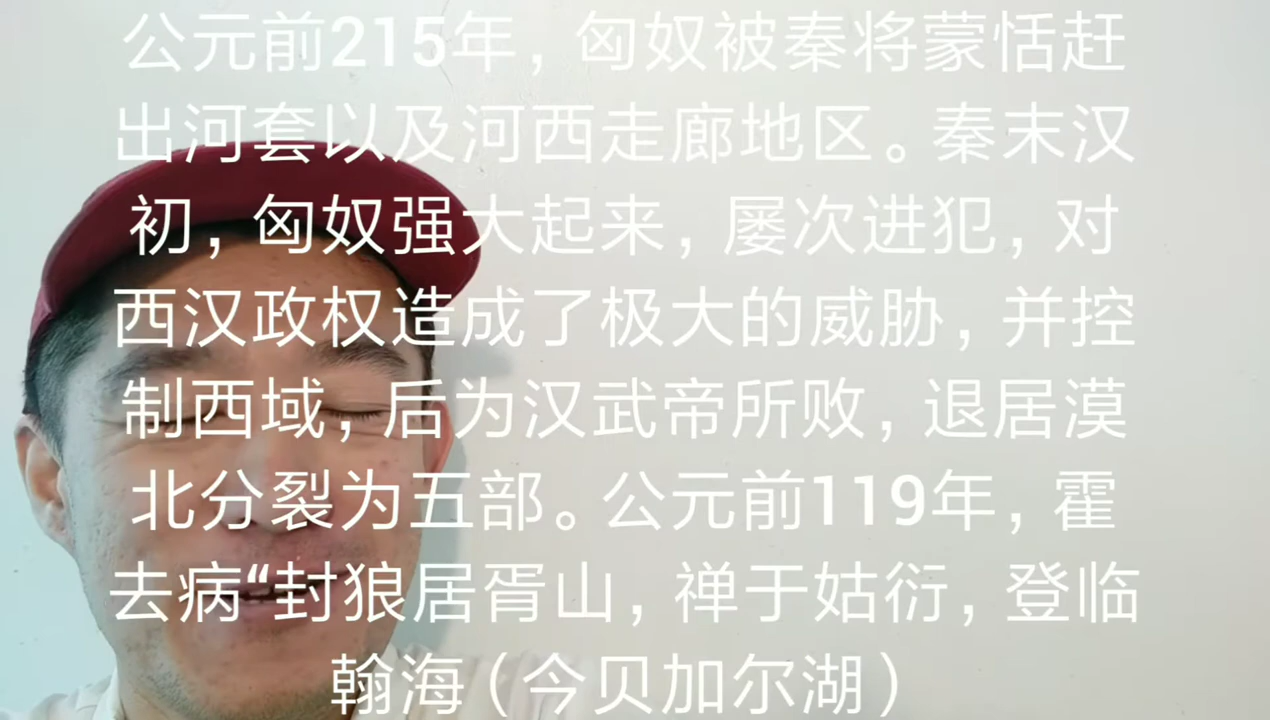 公元前215年，匈奴被秦将蒙恬赶
出河套以及河西走廊地区。秦末汉
初，匈奴强大起来，屡次进犯，对
西汉政权造成了极大的威胁，并控
制西域，后为汉武帝所败，退居漠
北分裂为五部。公元前119年，霍
去病“封狼居胥山，禅于姑衍，登临
翰海（今贝加尔湖）